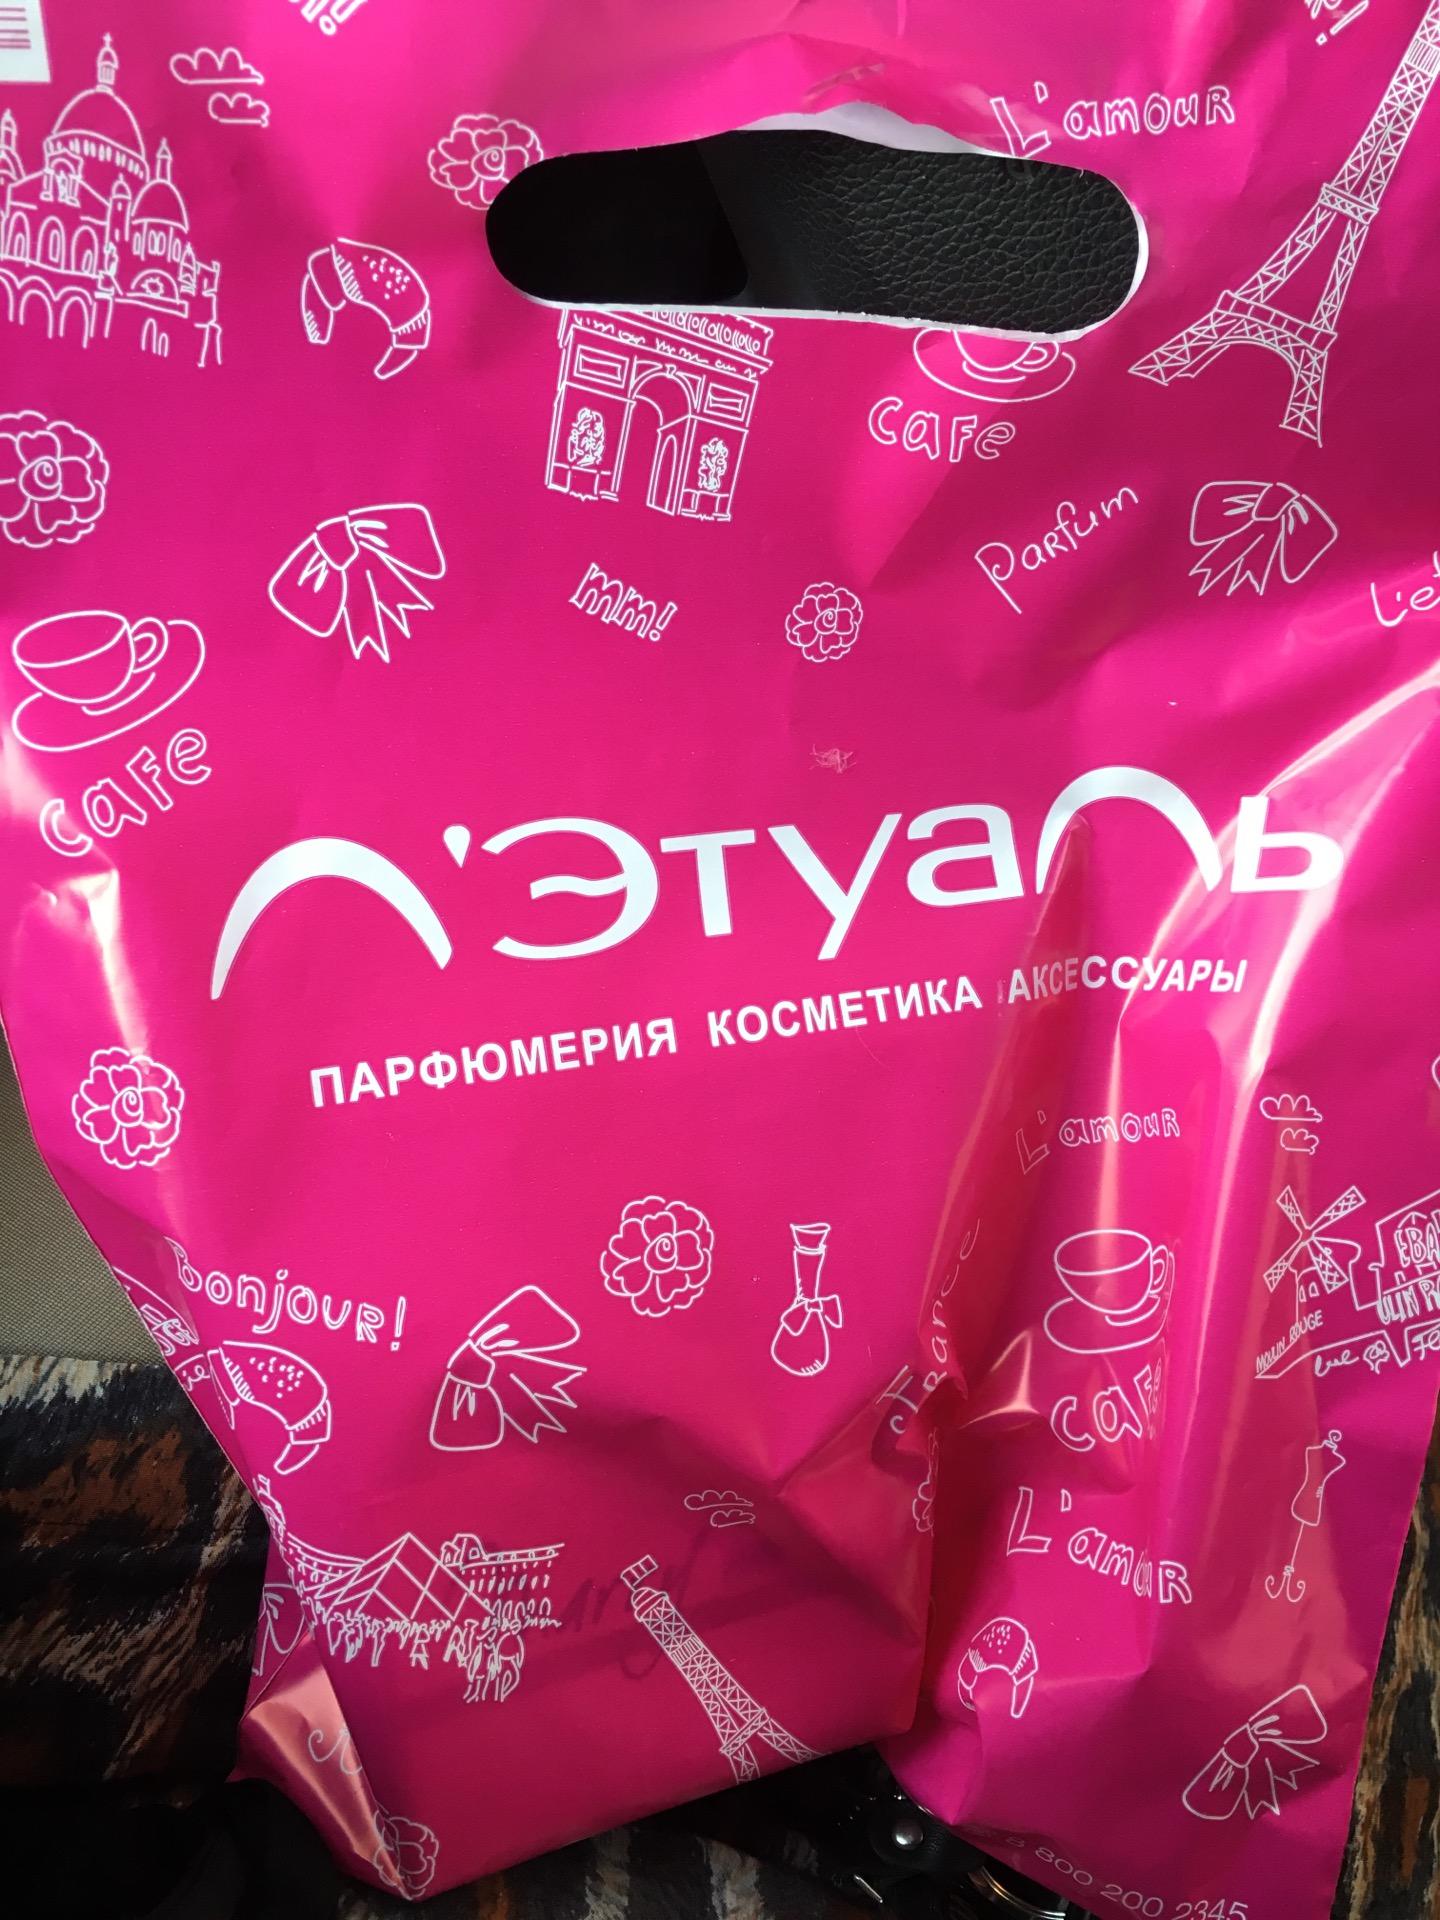 L'amour
cafe
Parfum
mm!
cafe
Л'Этуаль
ПАРФЮМЕРИЯ КОСМЕТИКА АКСЕССУАРЫ
L'amour
Bonjour!
France
MOULIN ROUGE
cafe
L'amour
8 800 200 2345